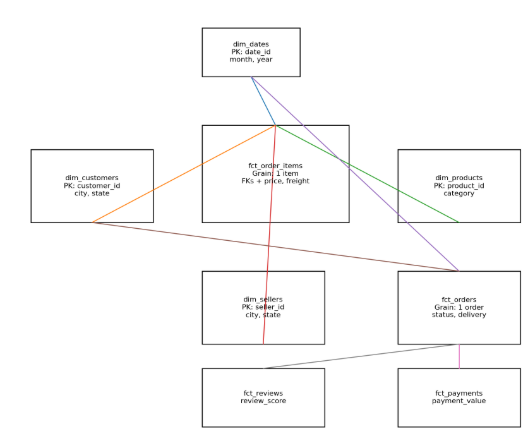 dim_dates
PK: date_id
month, year
fct_order_items
Grain: 1 item
FKs + price, freight
dim_customers
PK: customer_id
city, state
dim_products
PK: product_id
category
dim_sellers
PK: seller_id
city, state
fct_orders
Grain: 1 order
status, delivery
fct_reviews
review_score
fct_payments
payment_value